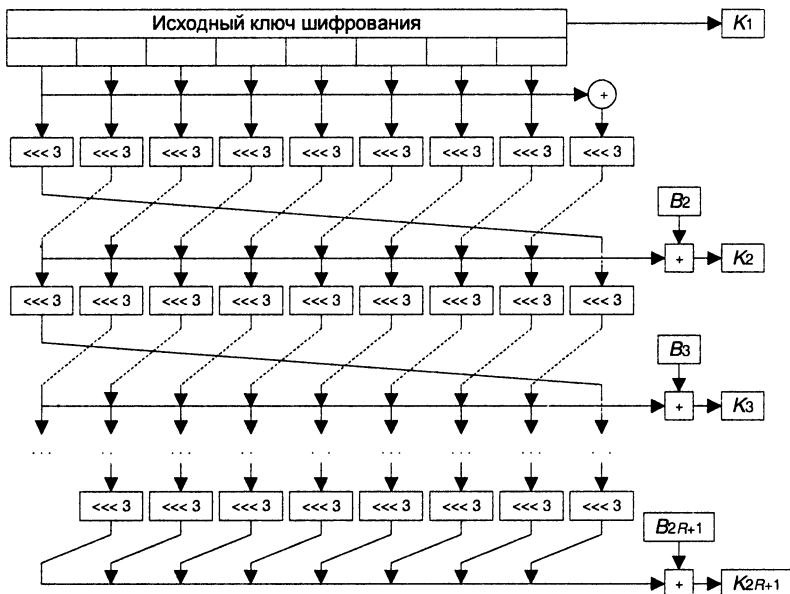 Исходный ключ шифрования K1
+
<<< 3 <<< 3 <<< 3 <<< 3 <<< 3 <<< 3 <<< 3 <<< 3 <<< 3
B2
+ K2
<<< 3 <<< 3 <<< 3 <<< 3 <<< 3 <<< 3 <<< 3 <<< 3 <<< 3
B3
+ K3
... .. ... .. ... ... ... .. ...
<<< 3 <<< 3 <<< 3 <<< 3 <<< 3 <<< 3 <<< 3 <<< 3
B2R+1
+ K2R+1